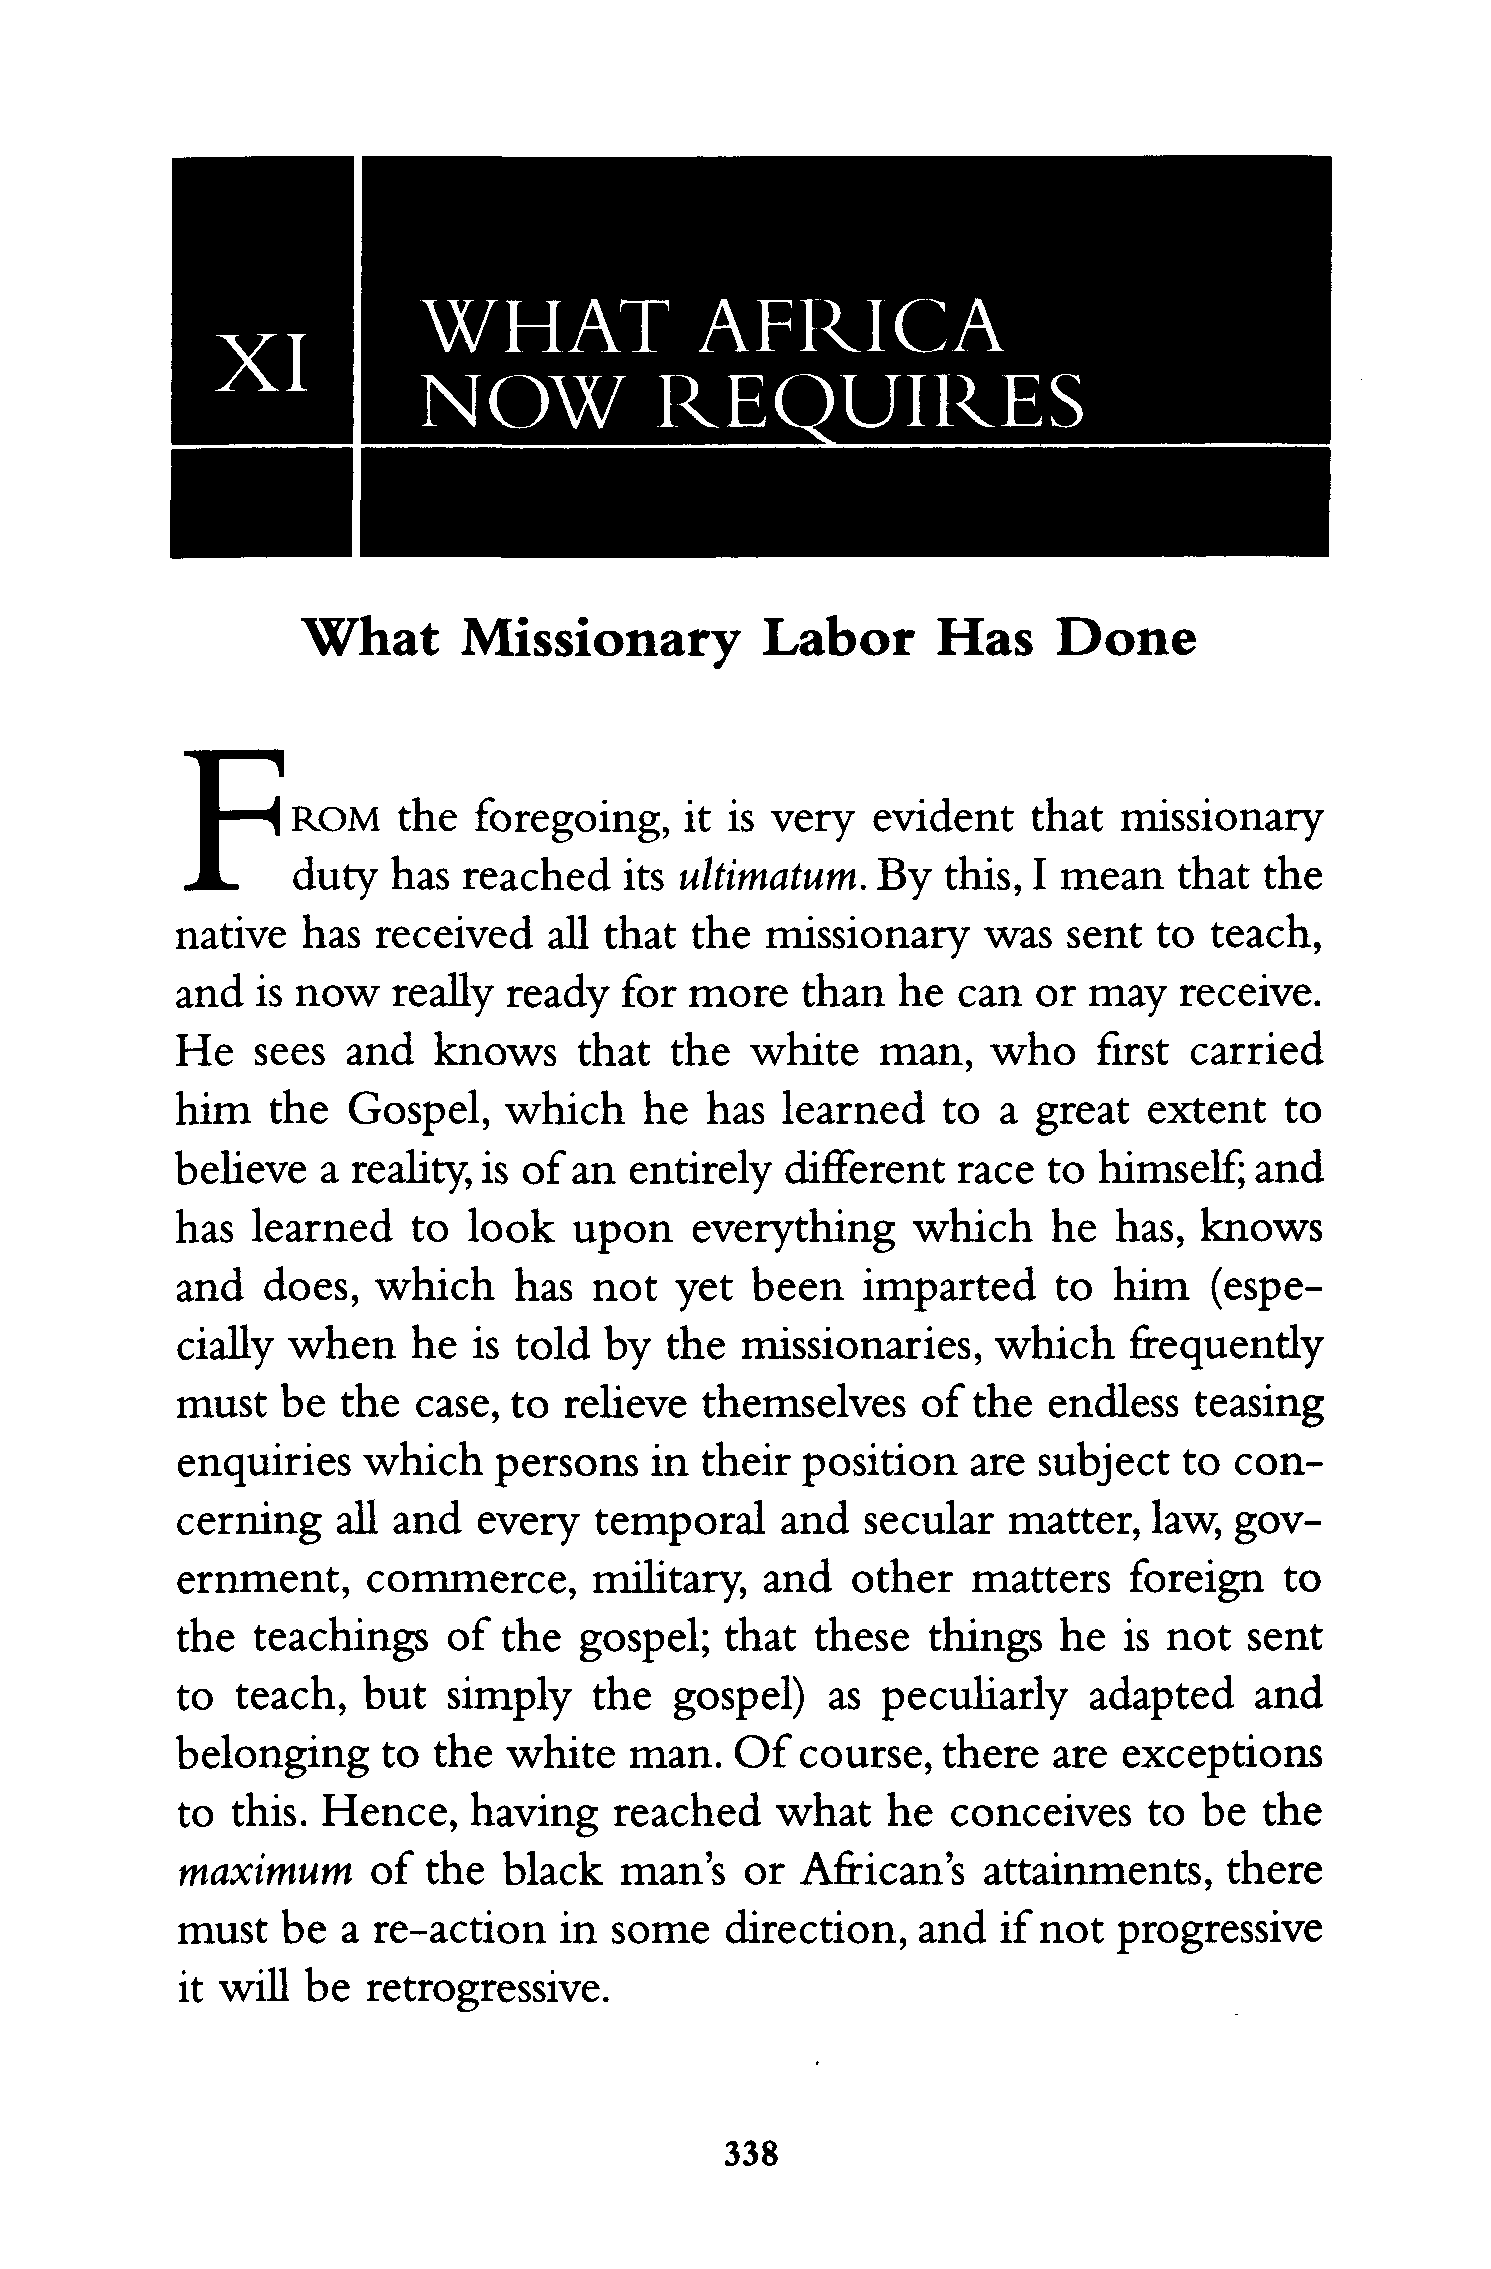 XI
WHAT AFRICA
NOW REQUIRES
What Missionary Labor Has Done
FROM the foregoing, it is very evident that missionary
duty has reached its ultimatum. By this, I mean that the
native has received all that the missionary was sent to teach,
and is now really ready for more than he can or may receive.
He sees and knows that the white man, who first carried
him the Gospel, which he has learned to a great extent to
believe a reality, is of an entirely different race to himself; and
has learned to look upon everything which he has, knows
and does, which has not yet been imparted to him (espe-
cially when he is told by the missionaries, which frequently
must be the case, to relieve themselves of the endless teasing
enquiries which persons in their position are subject to con-
cerning all and every temporal and secular matter, law, gov-
ernment, commerce, military, and other matters foreign to
the teachings of the gospel; that these things he is not sent
to teach, but simply the gospel) as peculiarly adapted and
belonging to the white man. Of course, there are exceptions
to this. Hence, having reached what he conceives to be the
maximum of the black man's or African's attainments, there
must be a re-action in some direction, and if not progressive
it will be retrogressive.
338